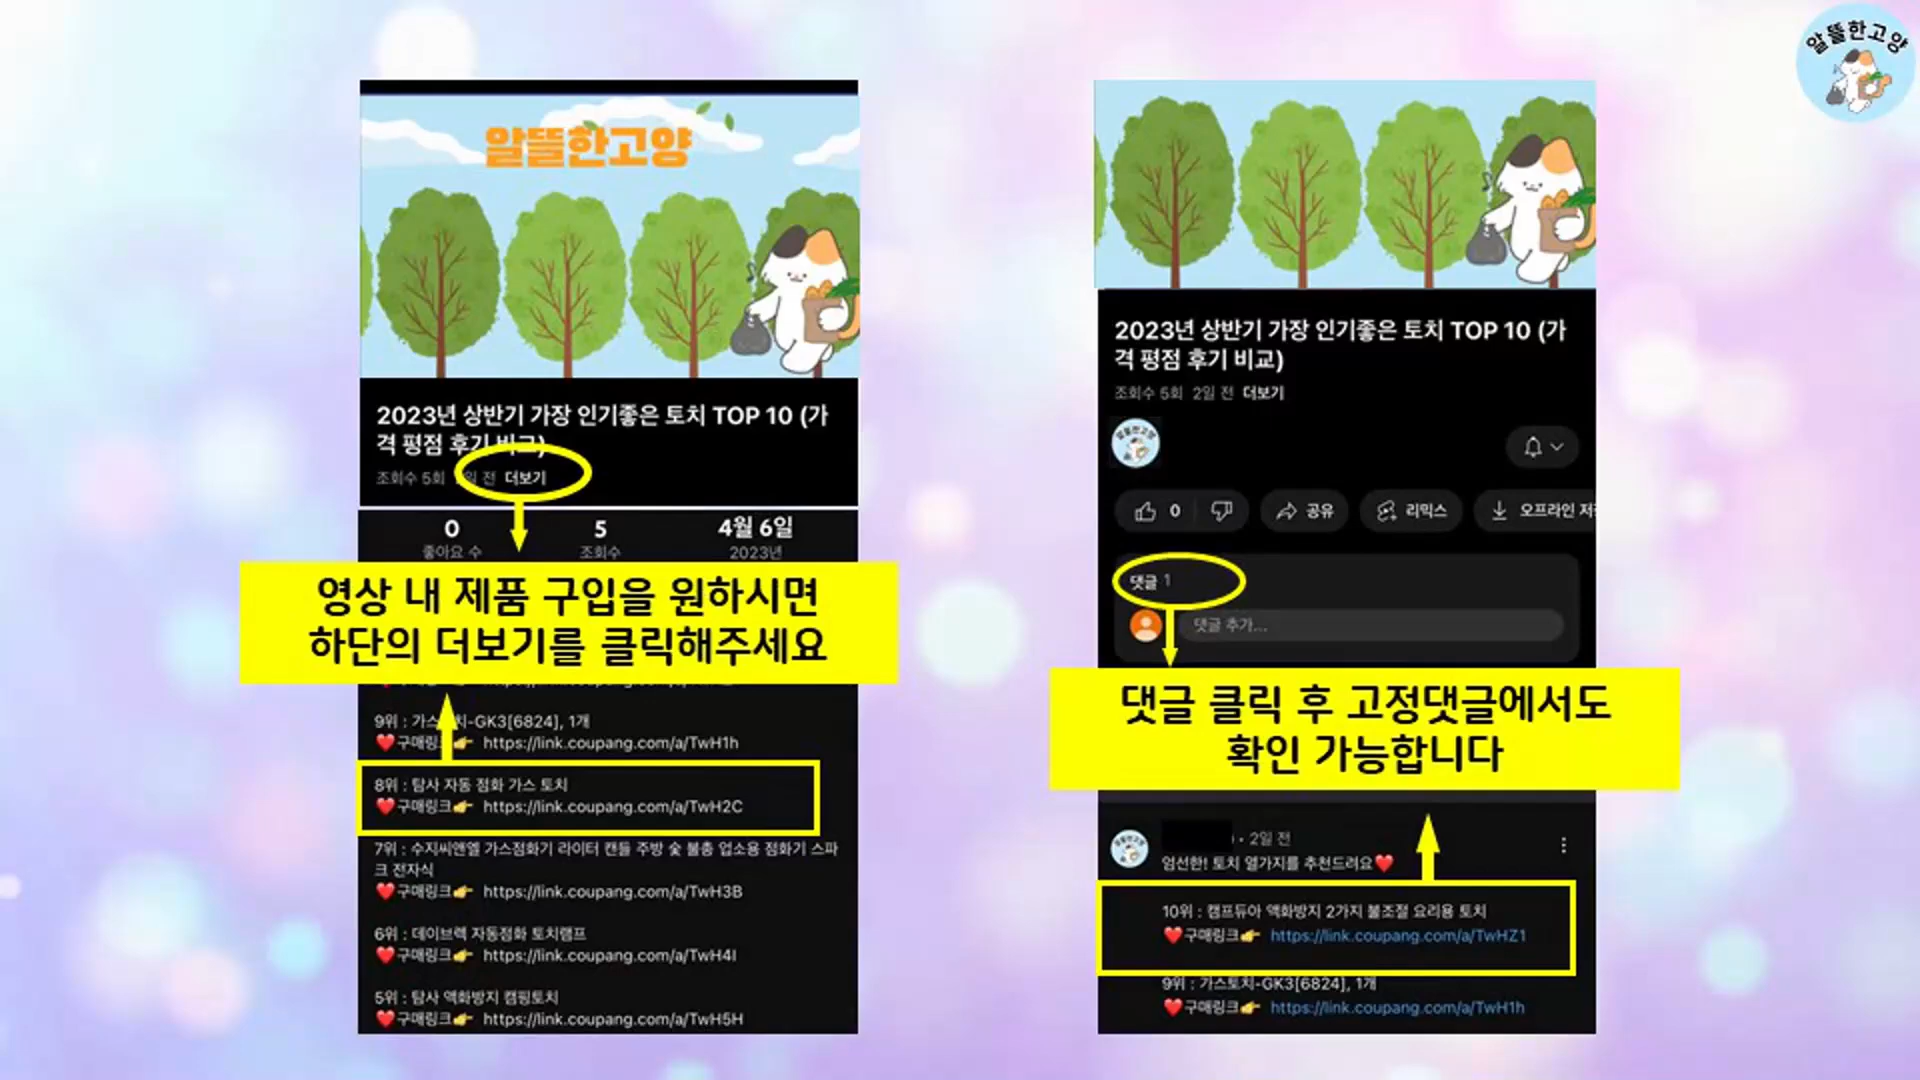 알뜰한고양
알뜰한고양
2023년 상반기 가장 인기좋은 토치 TOP 10 (가
격 평점 후기 비교)
조회수 5회 일 전 더보기
0 5 4월 6일
좋아요 수 조회수 2023년
영상 내 제품 구입을 원하시면
하단의 더보기를 클릭해주세요
9위 : 가스토치-GK3[6824], 1개
❤️구매링크👉 https://link.coupang.com/a/TwH1h
8위 : 탐사 자동 점화 가스 토치
❤️구매링크👉 https://link.coupang.com/a/TwH2C
7위 : 수지씨앤엘 가스점화기 라이터 캔들 주방 숯 불총 업소용 점화기 스파
크 전자식
❤️구매링크👉 https://link.coupang.com/a/TwH3B
6위 : 데이브렉 자동점화 토치램프
❤️구매링크👉 https://link.coupang.com/a/TwH4I
5위 : 탐사 액화방지 캠핑토치
❤️구매링크👉 https://link.coupang.com/a/TwH5H
2023년 상반기 가장 인기좋은 토치 TOP 10 (가
격 평점 후기 비교)
조회수 5회 2일 전 더보기
알뜰한고양
0 공유 리믹스 오프라인 저
댓글 1
댓글 추가...
댓글 클릭 후 고정댓글에서도
확인 가능합니다
알뜰한고양
• 2일 전
엄선한! 토치 열가지를 추천드려요❤️
10위 : 캠프듀아 액화방지 2가지 불조절 요리용 토치
❤️구매링크👉 https://link.coupang.com/a/TwHZ1
9위 : 가스토치-GK3[6824], 1개
❤️구매링크👉 https://link.coupang.com/a/TwH1h